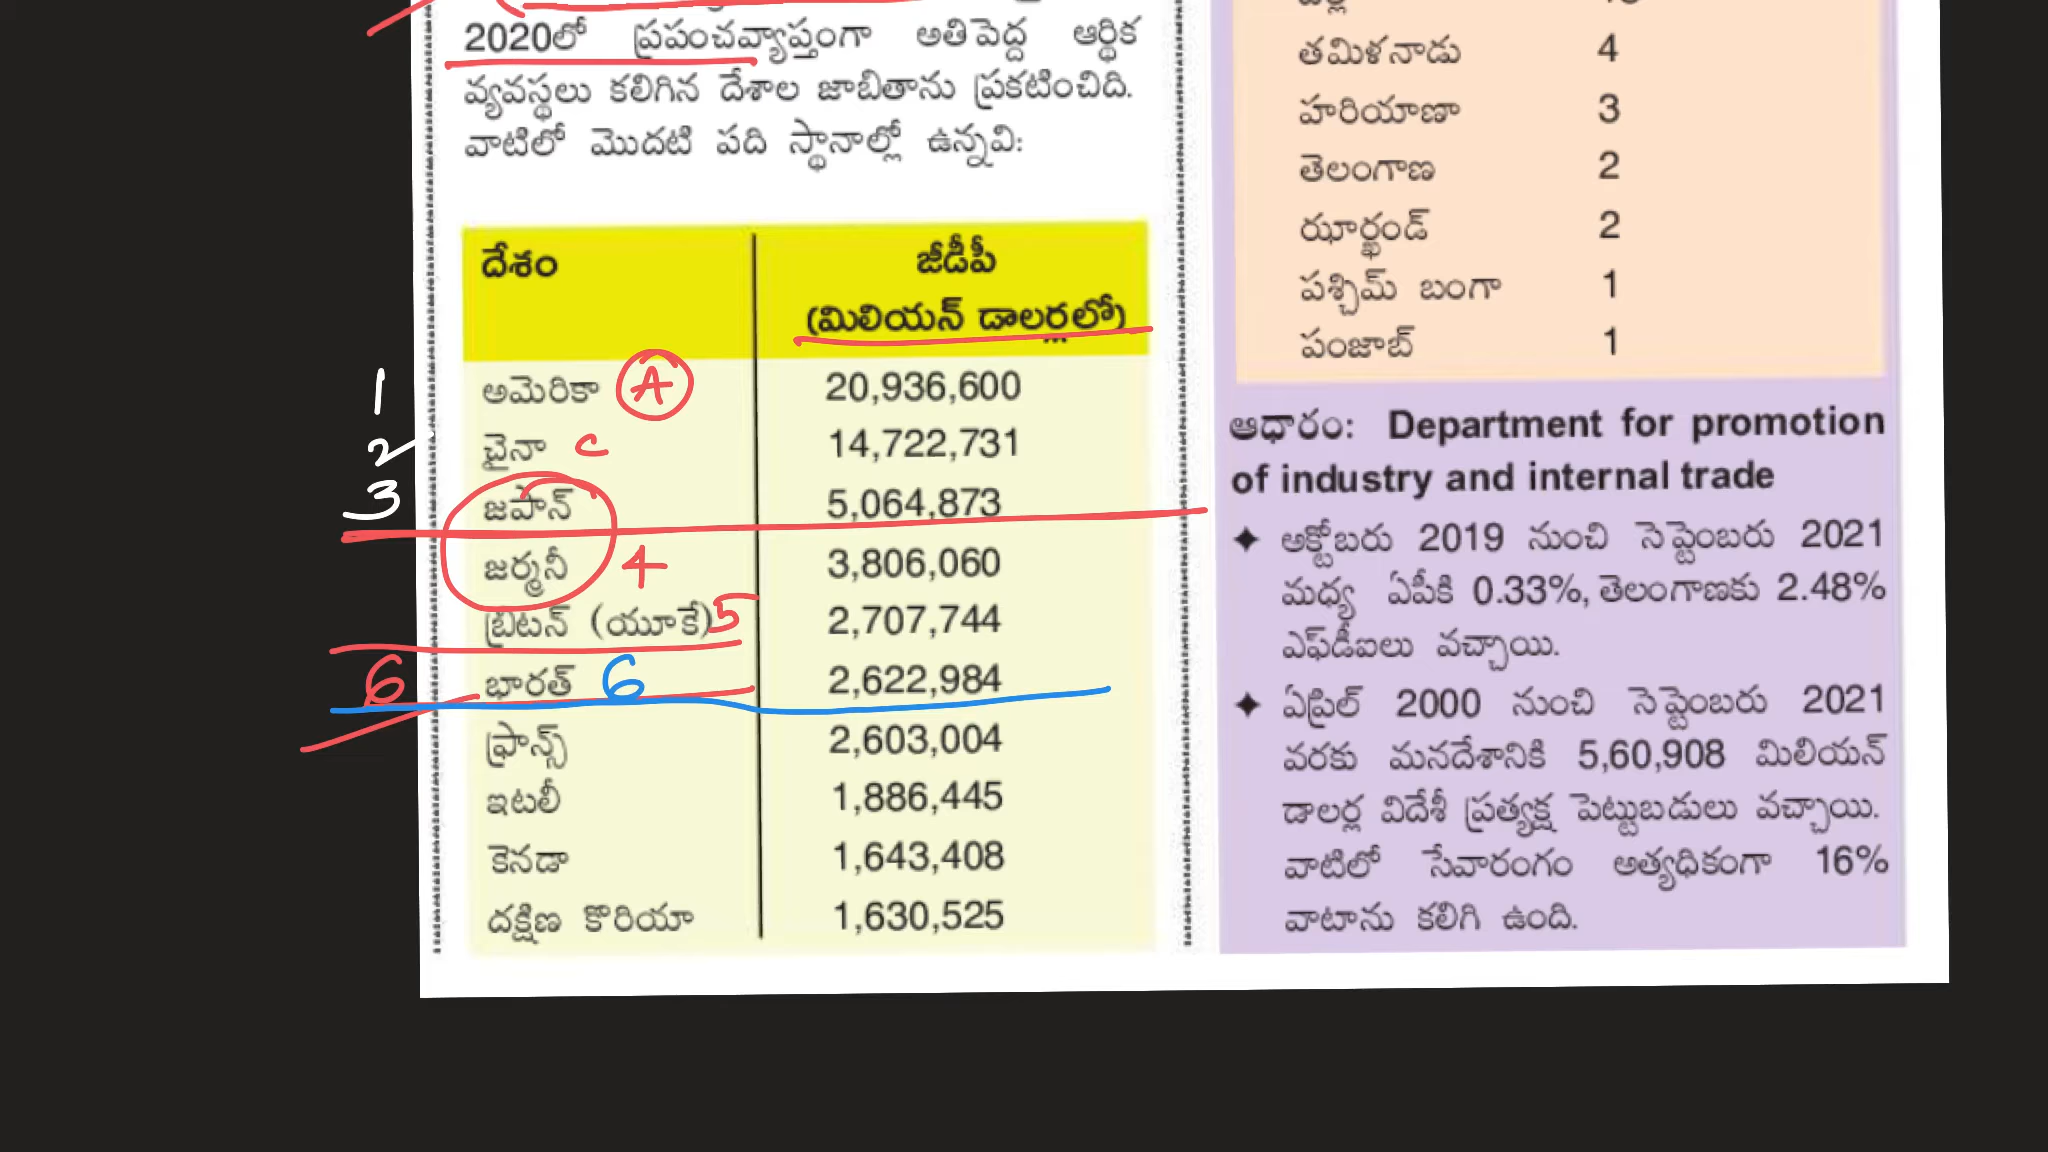 2020లో ప్రపంచవ్యాప్తంగా అతిపెద్ద ఆర్థిక
వ్యవస్థలు కలిగిన దేశాల జాబితాను ప్రకటించిది.
వాటిలో మొదటి పది స్థానాల్లో ఉన్నవి:
దేశం జీడీపీ
(మిలియన్ డాలర్లలో)
1 అమెరికా A 20,936,600
2 చైనా C 14,722,731
3 జపాన్ 5,064,873
జర్మనీ 4 3,806,060
బ్రిటన్ (యూకే) 5 2,707,744
6 భారత్ 6 2,622,984
ఫ్రాన్స్ 2,603,004
ఇటలీ 1,886,445
కెనడా 1,643,408
దక్షిణ కొరియా 1,630,525
తమిళనాడు 4
హరియాణా 3
తెలంగాణ 2
ఝార్ఖండ్ 2
పశ్చిమ్ బంగా 1
పంజాబ్ 1
ఆధారం: Department for promotion
of industry and internal trade
✦ అక్టోబరు 2019 నుంచి సెప్టెంబరు 2021
మధ్య ఏపీకి 0.33%, తెలంగాణకు 2.48%
ఎఫ్‌డీఐలు వచ్చాయి.
✦ ఏప్రిల్ 2000 నుంచి సెప్టెంబరు 2021
వరకు మనదేశానికి 5,60,908 మిలియన్
డాలర్ల విదేశీ ప్రత్యక్ష పెట్టుబడులు వచ్చాయి.
వాటిలో సేవారంగం అత్యధికంగా 16%
వాటాను కలిగి ఉంది.